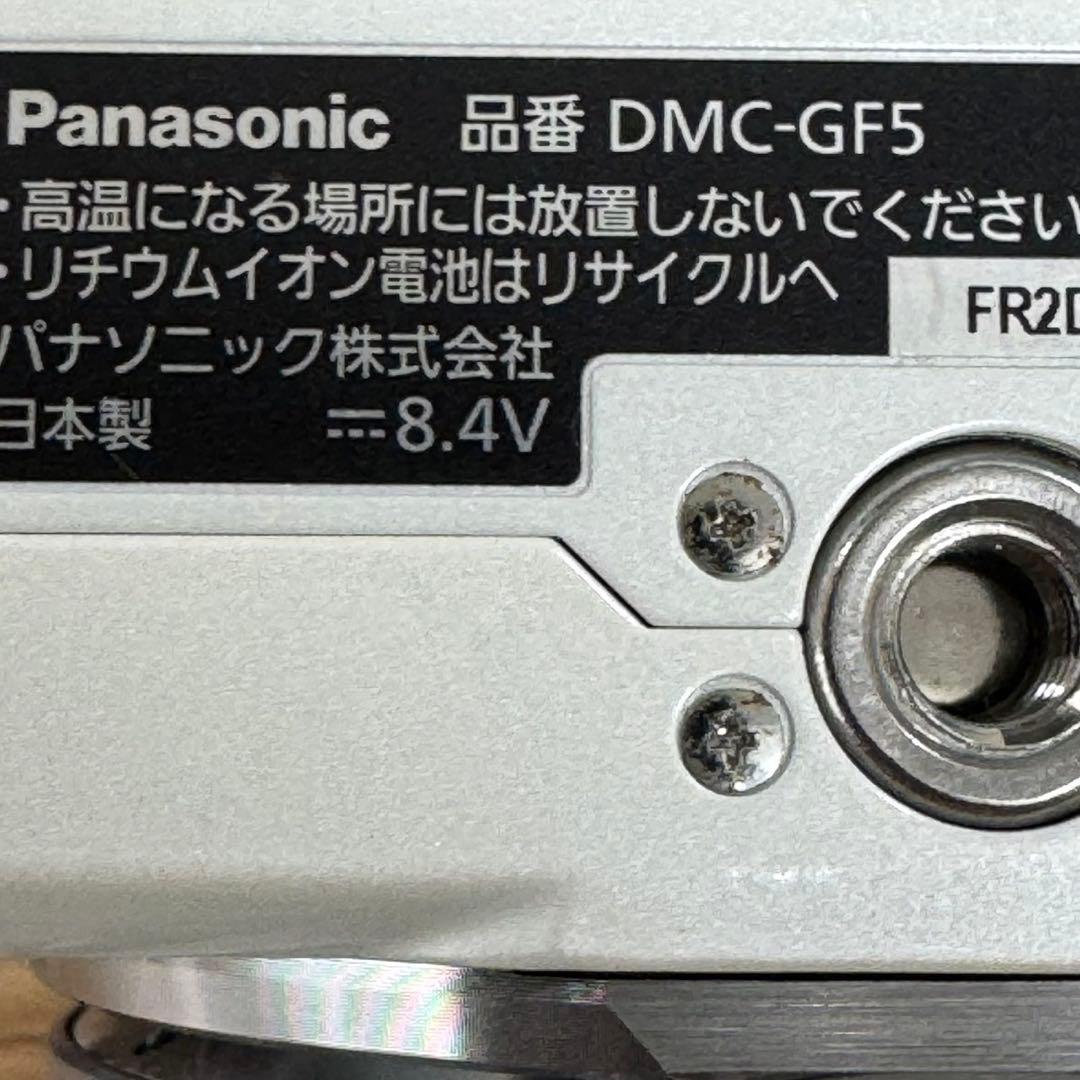 Panasonic 品番 DMC-GF5
・高温になる場所には放置しないでください
・リチウムイオン電池はリサイクルへ
FR2D
パナソニック株式会社
日本製 ⎓8.4V